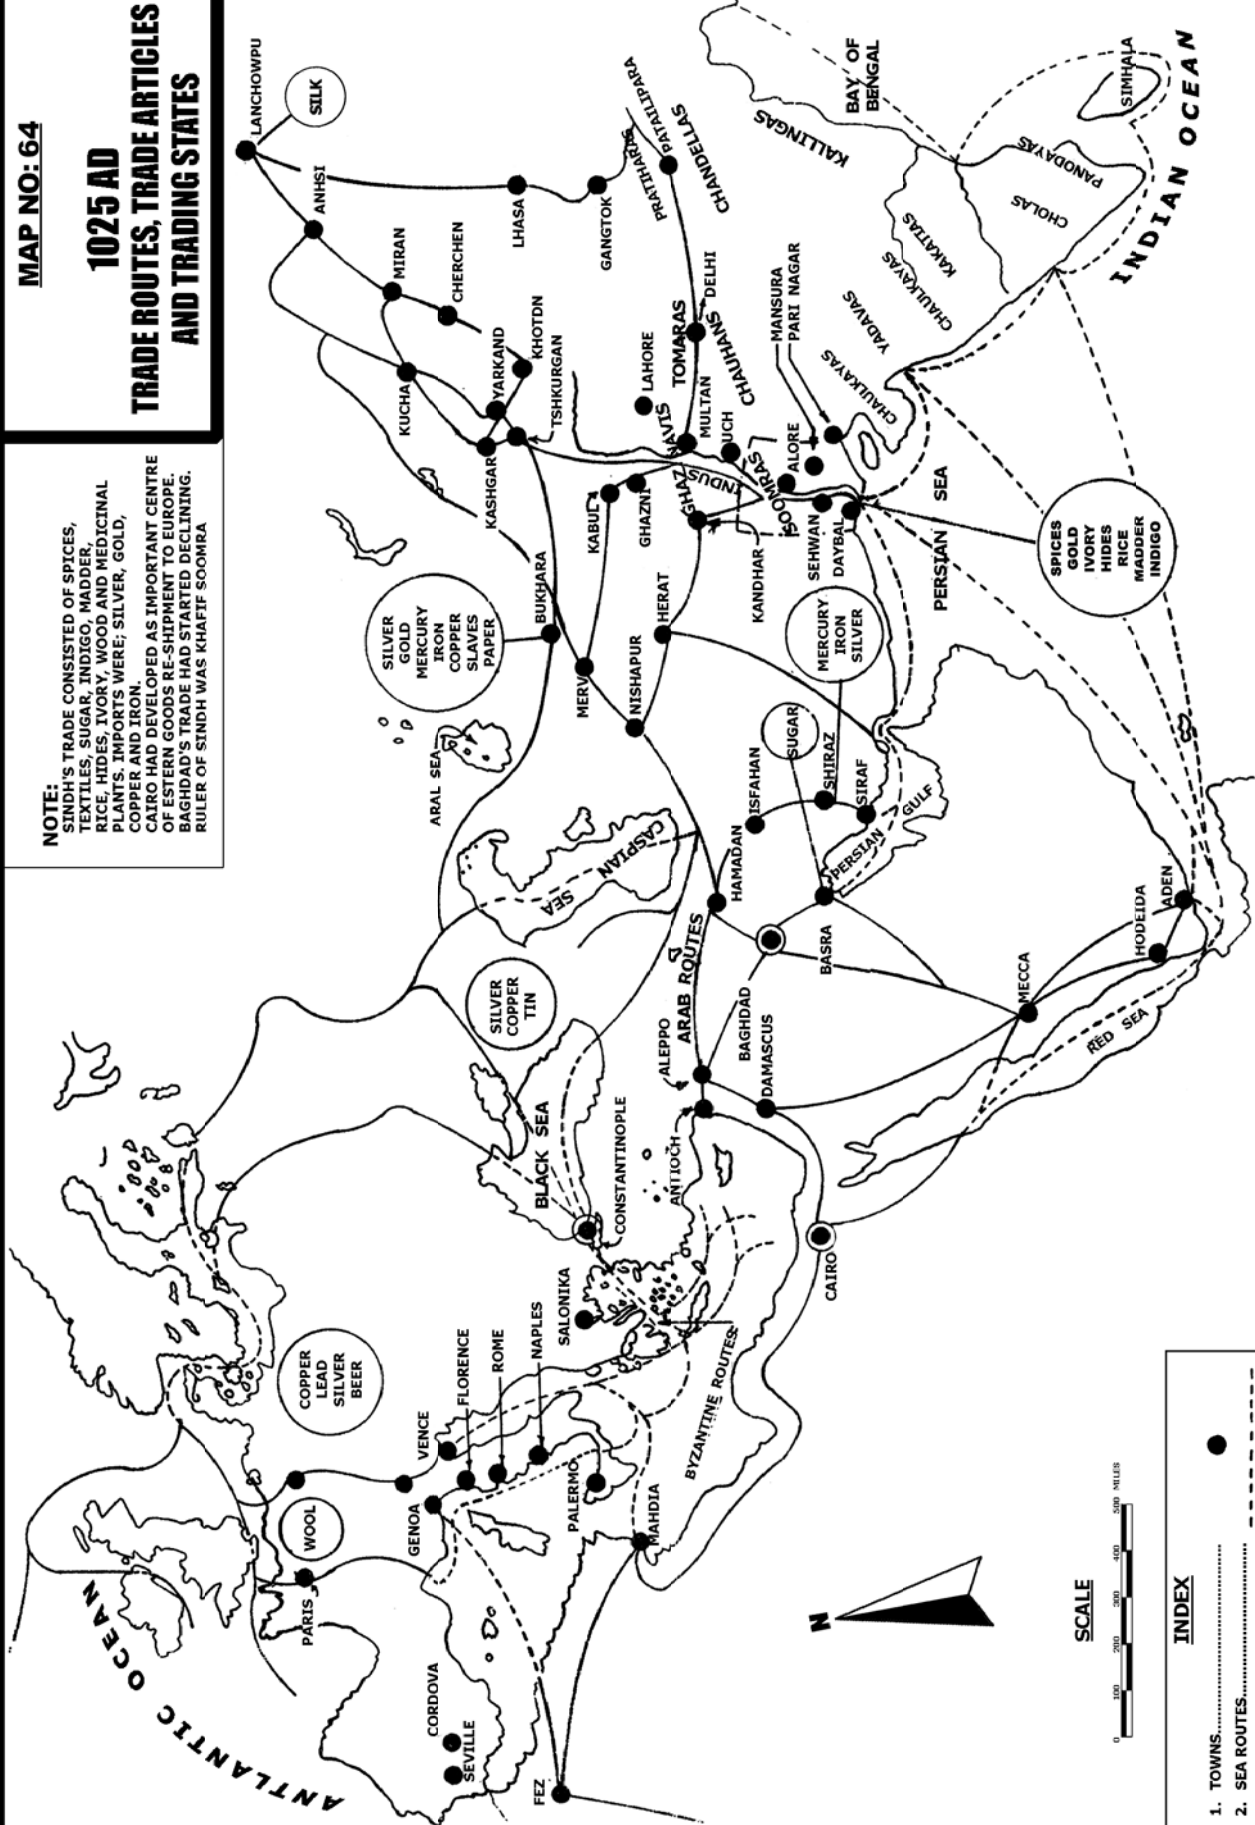 MAP NO: 64
1025 AD
TRADE ROUTES, TRADE ARTICLES
AND TRADING STATES
NOTE:
SINDH'S TRADE CONSISTED OF SPICES,
TEXTILES, SUGAR, INDIGO, MADDER,
RICE, HIDES, IVORY, WOOD AND MEDICINAL
PLANTS. IMPORTS WERE; SILVER, GOLD,
COPPER AND IRON.
CAIRO HAD DEVELOPED AS IMPORTANT CENTRE
OF ESTERN GOODS RE-SHIPMENT TO EUROPE.
BAGHDAD'S TRADE HAD STARTED DECLINING.
RULER OF SINDH WAS KHAFIF SOOMRA
ANTLANTIC OCEAN
PARIS
WOOL
COPPER
LEAD
SILVER
BEER
CORDOVA
SEVILLE
FEZ
GENOA
VENCE
FLORENCE
ROME
NAPLES
PALERMO
MAHDIA
SALONIKA
CONSTANTINOPLE
BLACK SEA
BYZANTINE ROUTES
ANTIOCH
ALEPPO
ARAB ROUTES
CAIRO
DAMASCUS
BAGHDAD
BASRA
MECCA
RED SEA
HODEIDA
ADEN
SILVER
COPPER
TIN
CASPIAN
SEA
ARAL SEA
HAMADAN
ISFAHAN
SHIRAZ
SIRAF
SUGAR
PERSIAN GULF
MERCURY
IRON
SILVER
SILVER
GOLD
MERCURY
IRON
COPPER
SLAVES
PAPER
BUKHARA
MERV
NISHAPUR
HERAT
KANDHAR
KABUL
GHAZNI
GHAZ
NAVIS
INDUS
SOOMRAS
SEHWAN
DAYBAL
ALORE
MANSURA
PARI NAGAR
UCH
MULTAN
LAHORE
TOMARAS
DELHI
CHAUHANS
KASHGAR
YARKAND
KHOTDN
TSHKURGAN
KUCHA
MIRAN
CHERCHEN
ANHSI
LANCHOWPU
SILK
LHASA
GANGTOK
PRATIHARAS
PATAILIPARA
CHANDELLAS
KALLINGAS
BAY OF
BENGAL
CHAULKAYAS
YADAVAS
CHAULKAYAS
KAKATIAS
CHOLAS
PANODAYAS
SIMHALA
INDIAN OCEAN
PERSIAN SEA
SPICES
GOLD
IVORY
HIDES
RICE
MADDER
INDIGO
N
SCALE
0 100 200 300 400 500 MILES
INDEX
1. TOWNS
2. SEA ROUTES